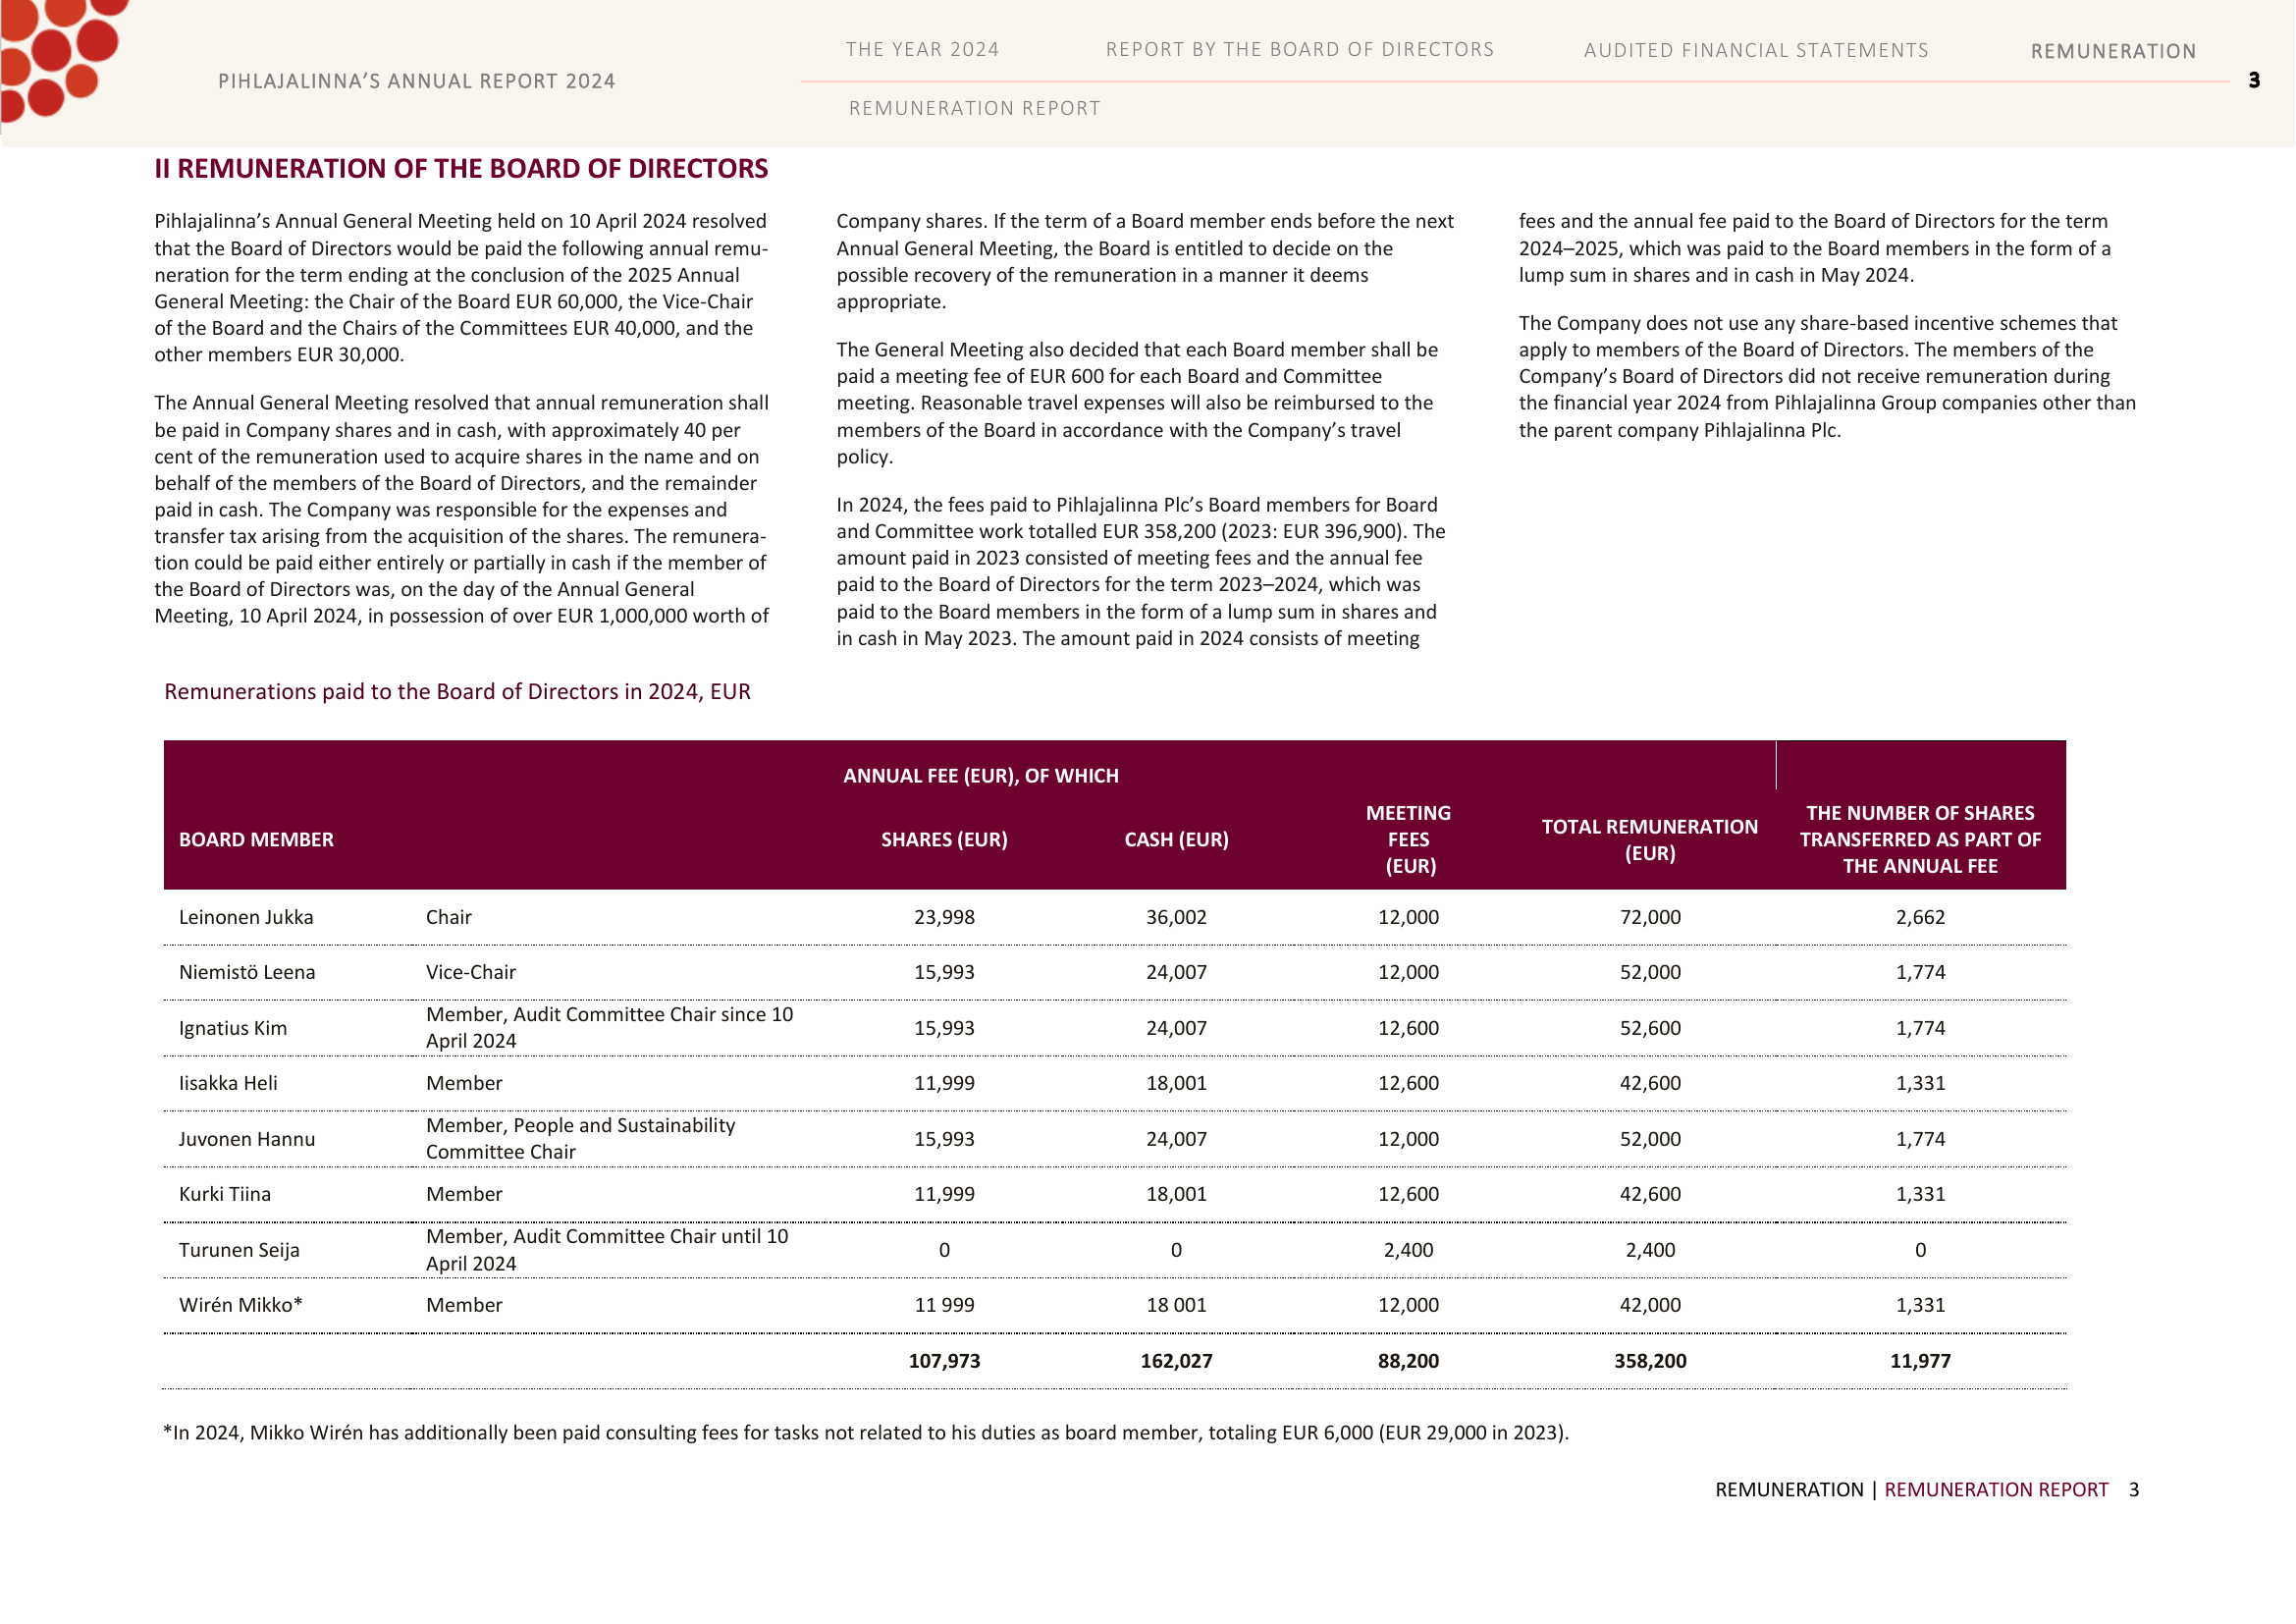 PIHLAJALINNA’S ANNUAL REPORT 2024
THE YEAR 2024 REPORT BY THE BOARD OF DIRECTORS AUDITED FINANCIAL STATEMENTS REMUNERATION
3
REMUNERATION REPORT
II REMUNERATION OF THE BOARD OF DIRECTORS
Pihlajalinna’s Annual General Meeting held on 10 April 2024 resolved
that the Board of Directors would be paid the following annual remu-
neration for the term ending at the conclusion of the 2025 Annual
General Meeting: the Chair of the Board EUR 60,000, the Vice-Chair
of the Board and the Chairs of the Committees EUR 40,000, and the
other members EUR 30,000.
The Annual General Meeting resolved that annual remuneration shall
be paid in Company shares and in cash, with approximately 40 per
cent of the remuneration used to acquire shares in the name and on
behalf of the members of the Board of Directors, and the remainder
paid in cash. The Company was responsible for the expenses and
transfer tax arising from the acquisition of the shares. The remunera-
tion could be paid either entirely or partially in cash if the member of
the Board of Directors was, on the day of the Annual General
Meeting, 10 April 2024, in possession of over EUR 1,000,000 worth of
Company shares. If the term of a Board member ends before the next
Annual General Meeting, the Board is entitled to decide on the
possible recovery of the remuneration in a manner it deems
appropriate.
The General Meeting also decided that each Board member shall be
paid a meeting fee of EUR 600 for each Board and Committee
meeting. Reasonable travel expenses will also be reimbursed to the
members of the Board in accordance with the Company’s travel
policy.
In 2024, the fees paid to Pihlajalinna Plc’s Board members for Board
and Committee work totalled EUR 358,200 (2023: EUR 396,900). The
amount paid in 2023 consisted of meeting fees and the annual fee
paid to the Board of Directors for the term 2023–2024, which was
paid to the Board members in the form of a lump sum in shares and
in cash in May 2023. The amount paid in 2024 consists of meeting
fees and the annual fee paid to the Board of Directors for the term
2024–2025, which was paid to the Board members in the form of a
lump sum in shares and in cash in May 2024.
The Company does not use any share-based incentive schemes that
apply to members of the Board of Directors. The members of the
Company’s Board of Directors did not receive remuneration during
the financial year 2024 from Pihlajalinna Group companies other than
the parent company Pihlajalinna Plc.
Remunerations paid to the Board of Directors in 2024, EUR
ANNUAL FEE (EUR), OF WHICH
BOARD MEMBER
SHARES (EUR)
CASH (EUR)
MEETING
FEES
(EUR)
TOTAL REMUNERATION
(EUR)
THE NUMBER OF SHARES
TRANSFERRED AS PART OF
THE ANNUAL FEE
Leinonen Jukka Chair 23,998 36,002 12,000 72,000 2,662
Niemistö Leena Vice-Chair 15,993 24,007 12,000 52,000 1,774
Ignatius Kim Member, Audit Committee Chair since 10
April 2024 15,993 24,007 12,600 52,600 1,774
Iisakka Heli Member 11,999 18,001 12,600 42,600 1,331
Juvonen Hannu Member, People and Sustainability
Committee Chair 15,993 24,007 12,000 52,000 1,774
Kurki Tiina Member 11,999 18,001 12,600 42,600 1,331
Turunen Seija Member, Audit Committee Chair until 10
April 2024 0 0 2,400 2,400 0
Wirén Mikko* Member 11 999 18 001 12,000 42,000 1,331
107,973 162,027 88,200 358,200 11,977
*In 2024, Mikko Wirén has additionally been paid consulting fees for tasks not related to his duties as board member, totaling EUR 6,000 (EUR 29,000 in 2023).
REMUNERATION | REMUNERATION REPORT 3